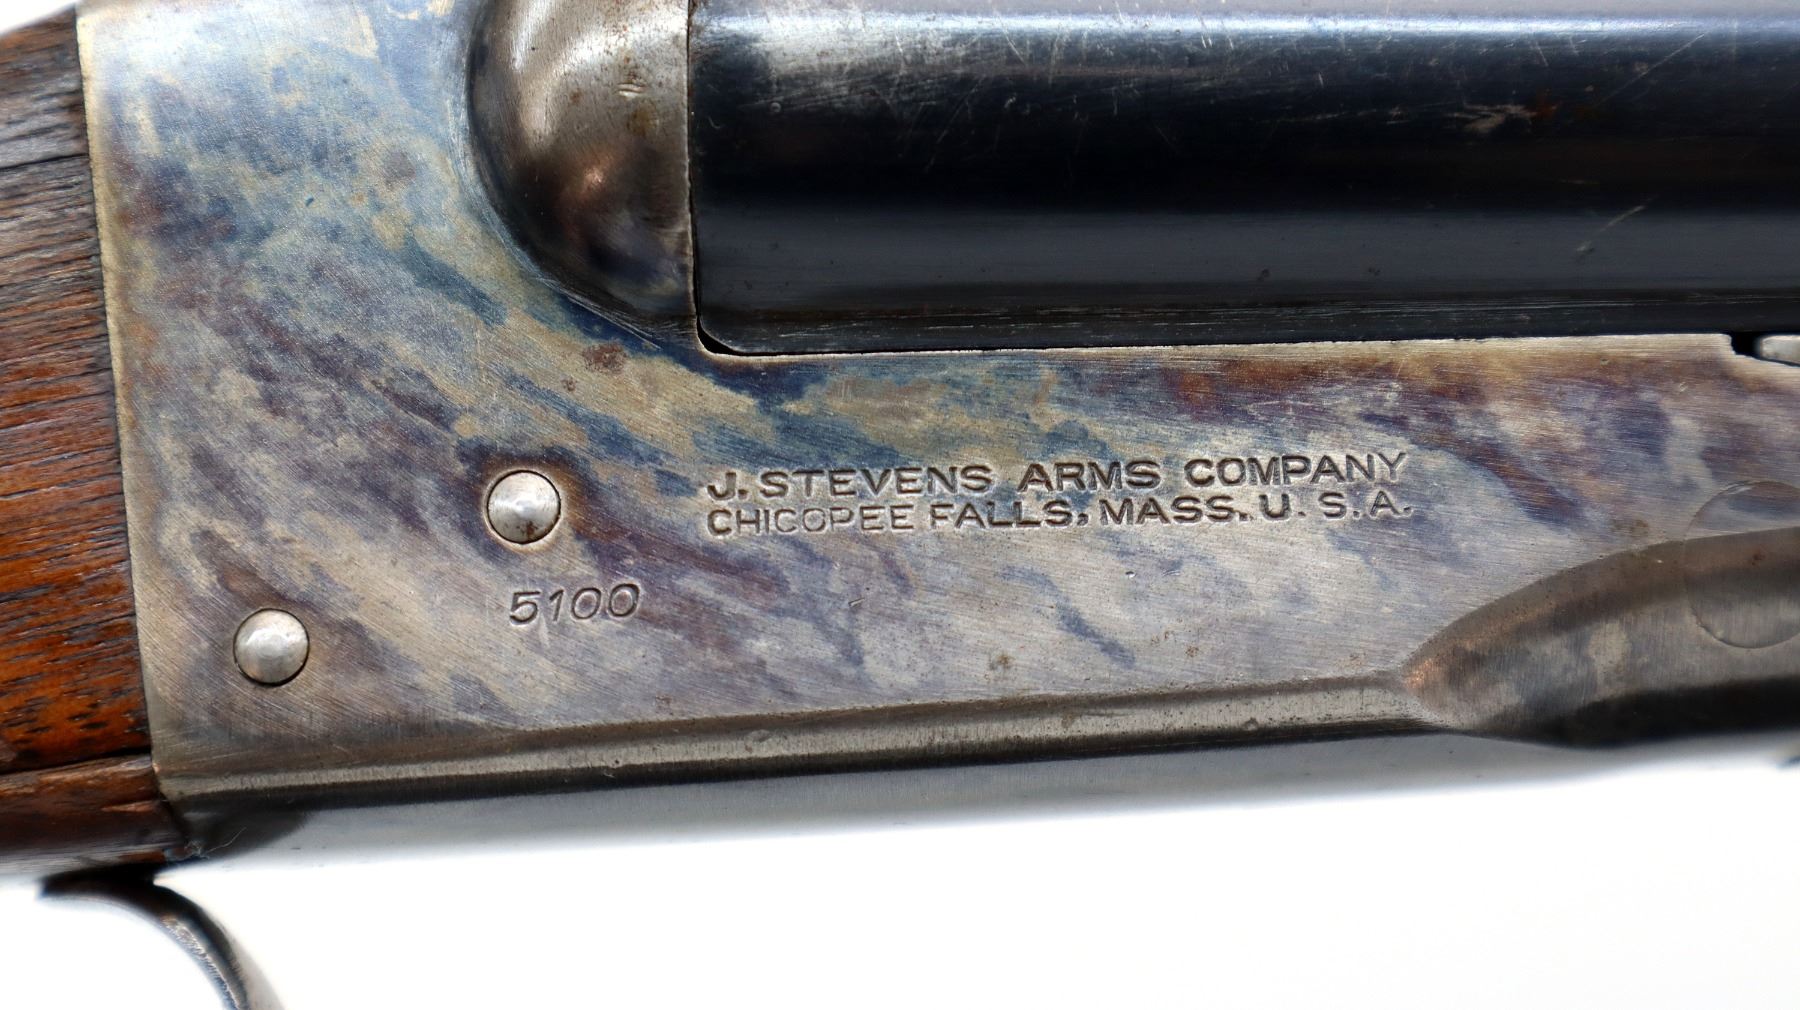 J. STEVENS ARMS COMPANY
CHICOPEE FALLS, MASS. U. S. A.
5100